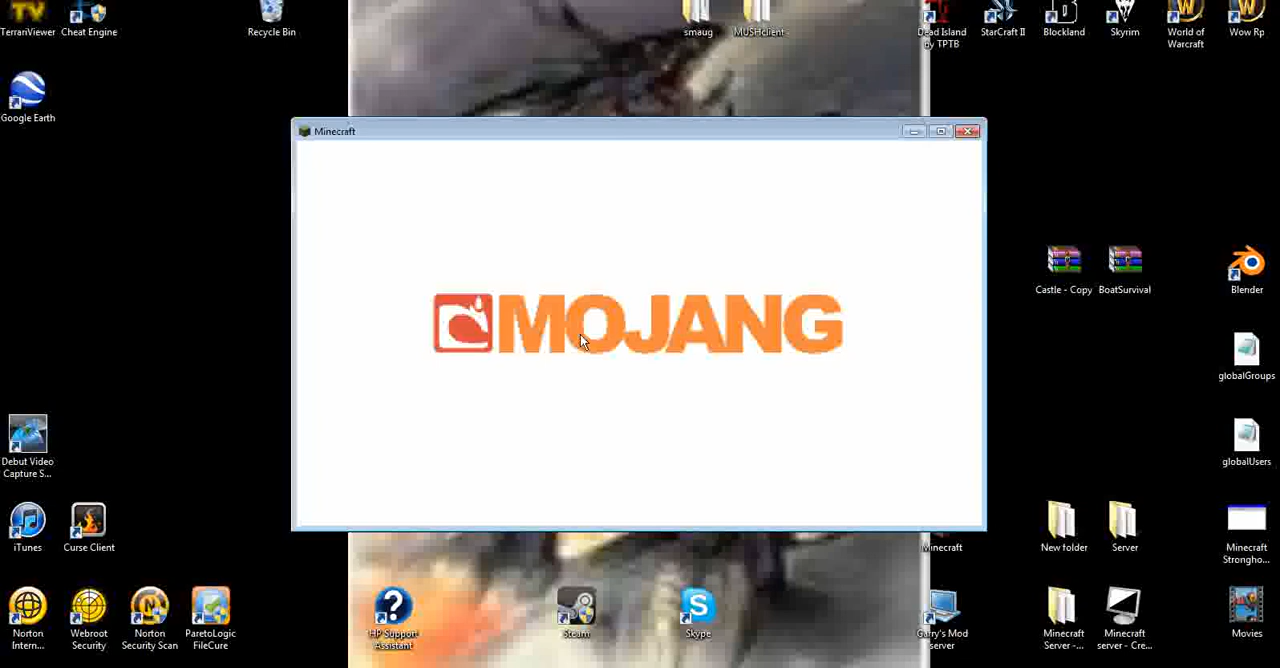 TV
TerranViewer
Cheat Engine
Recycle Bin
smaug
MUSHclient
Dead Island
by TPTB
StarCraft II
Blockland
Skyrim
World of
Warcraft
Wow Rp
Google Earth
Minecraft
MOJANG
Castle - Copy
BoatSurvival
Blender
globalGroups
globalUsers
Debut Video
Capture S...
iTunes
Curse Client
Minecraft
New folder
Server
Minecraft
Strongho...
Norton
Intern...
Webroot
Security
Norton
Security Scan
ParetoLogic
FileCure
HP Support
Assistant
Steam
Skype
Garry's Mod
server
Minecraft
Server -...
Minecraft
server - Cre...
Movies